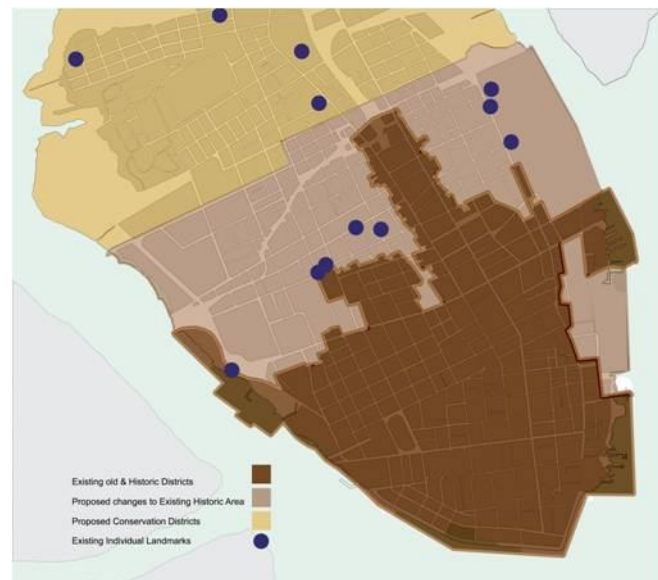 Existing old & Historic Districts
Proposed changes to Existing Historic Area
Proposed Conservation Districts
Existing Individual Landmarks